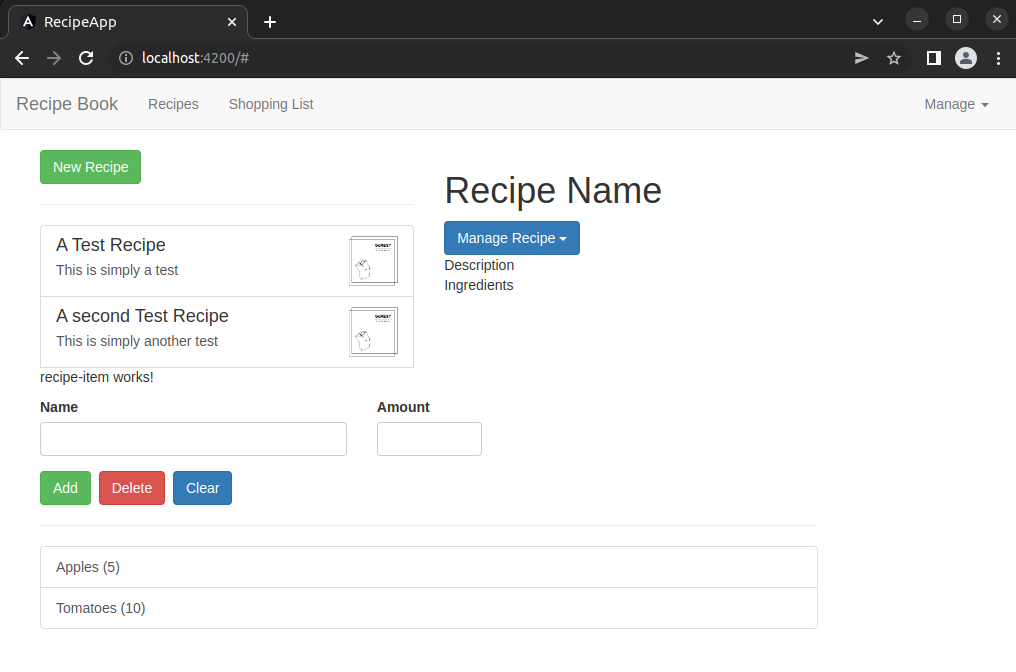 RecipeApp
localhost:4200/#
Recipe Book Recipes Shopping List Manage
New Recipe
A Test Recipe
This is simply a test
A second Test Recipe
This is simply another test
recipe-item works!
Recipe Name
Manage Recipe
Description
Ingredients
Name Amount
Add Delete Clear
Apples (5)
Tomatoes (10)